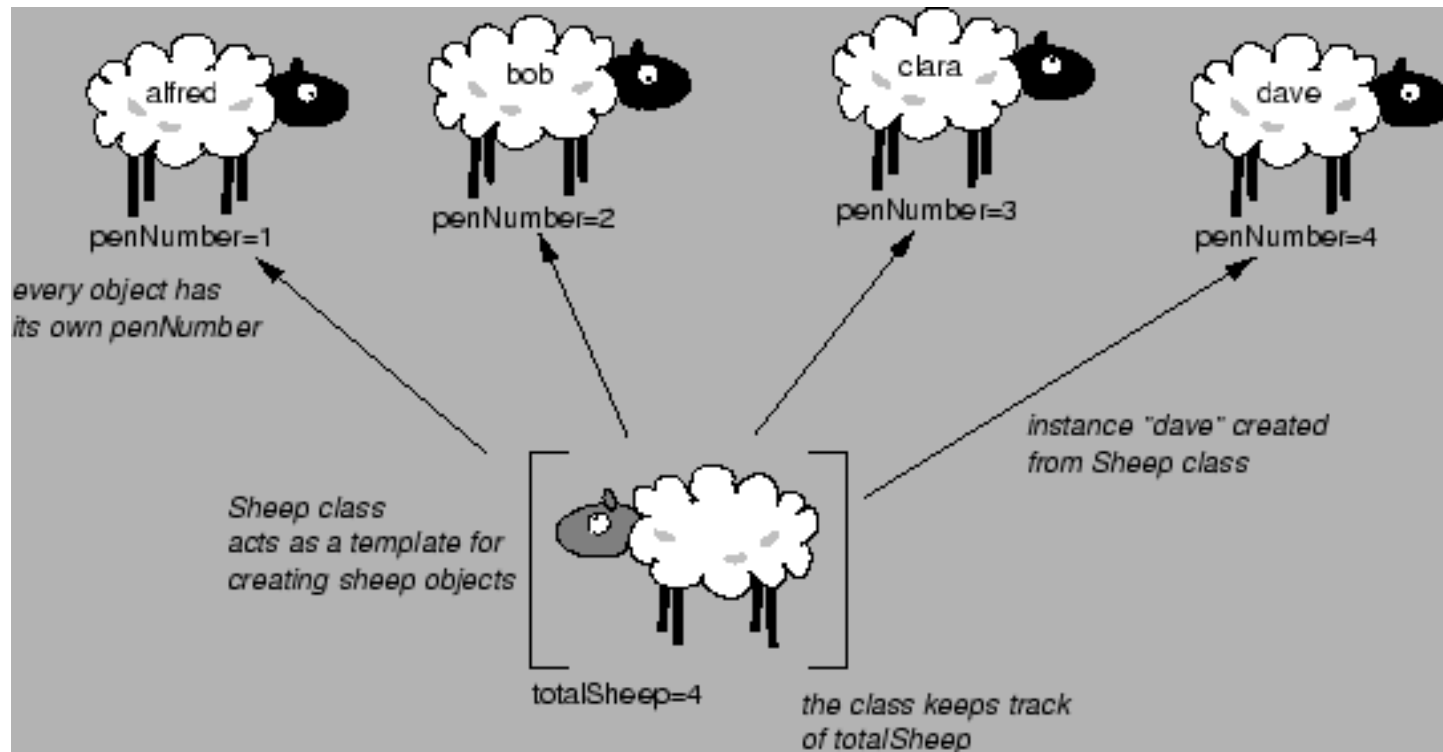 alfred
bob
clara
dave
penNumber=1
penNumber=2
penNumber=3
penNumber=4
every object has
its own penNumber
instance "dave" created
from Sheep class
Sheep class
acts as a template for
creating sheep objects
totalSheep=4
the class keeps track
of totalSheep